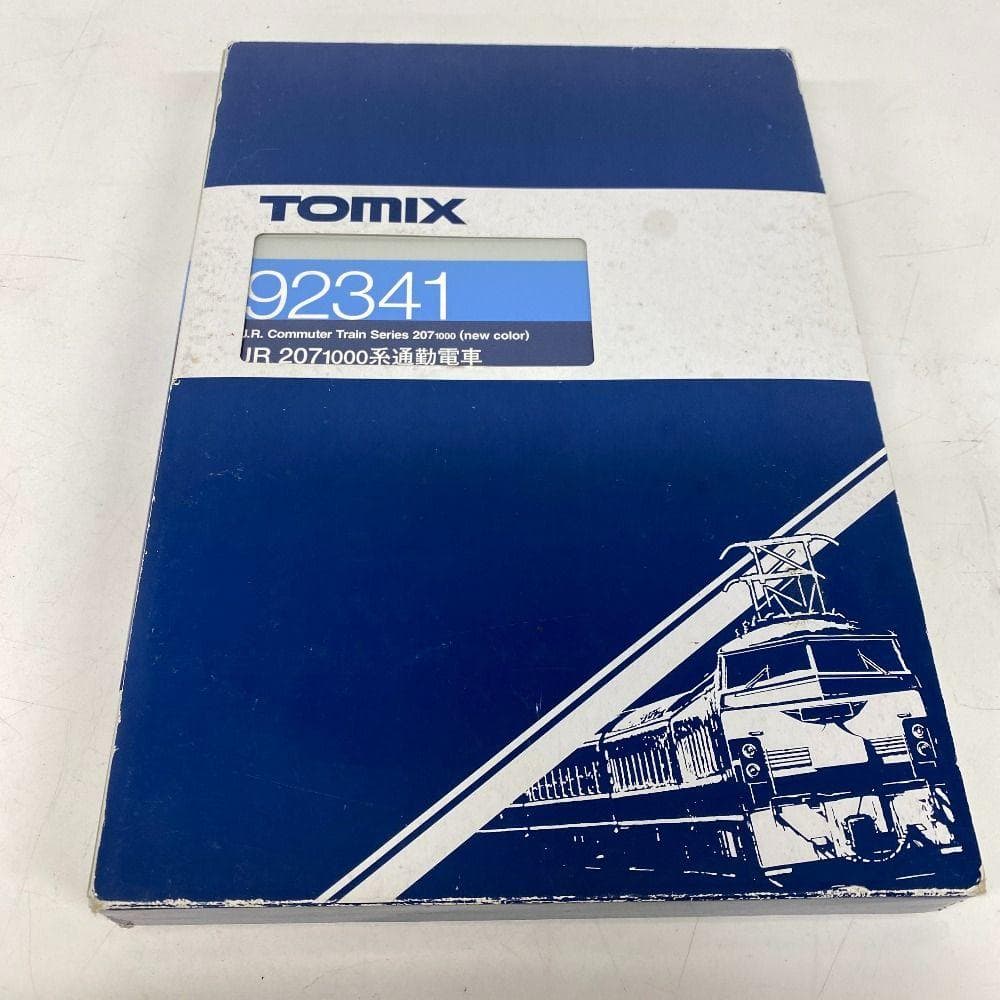 TOMIX
92341
J.R. Commuter Train Series 2071000 (new color)
JR 2071000系通勤電車